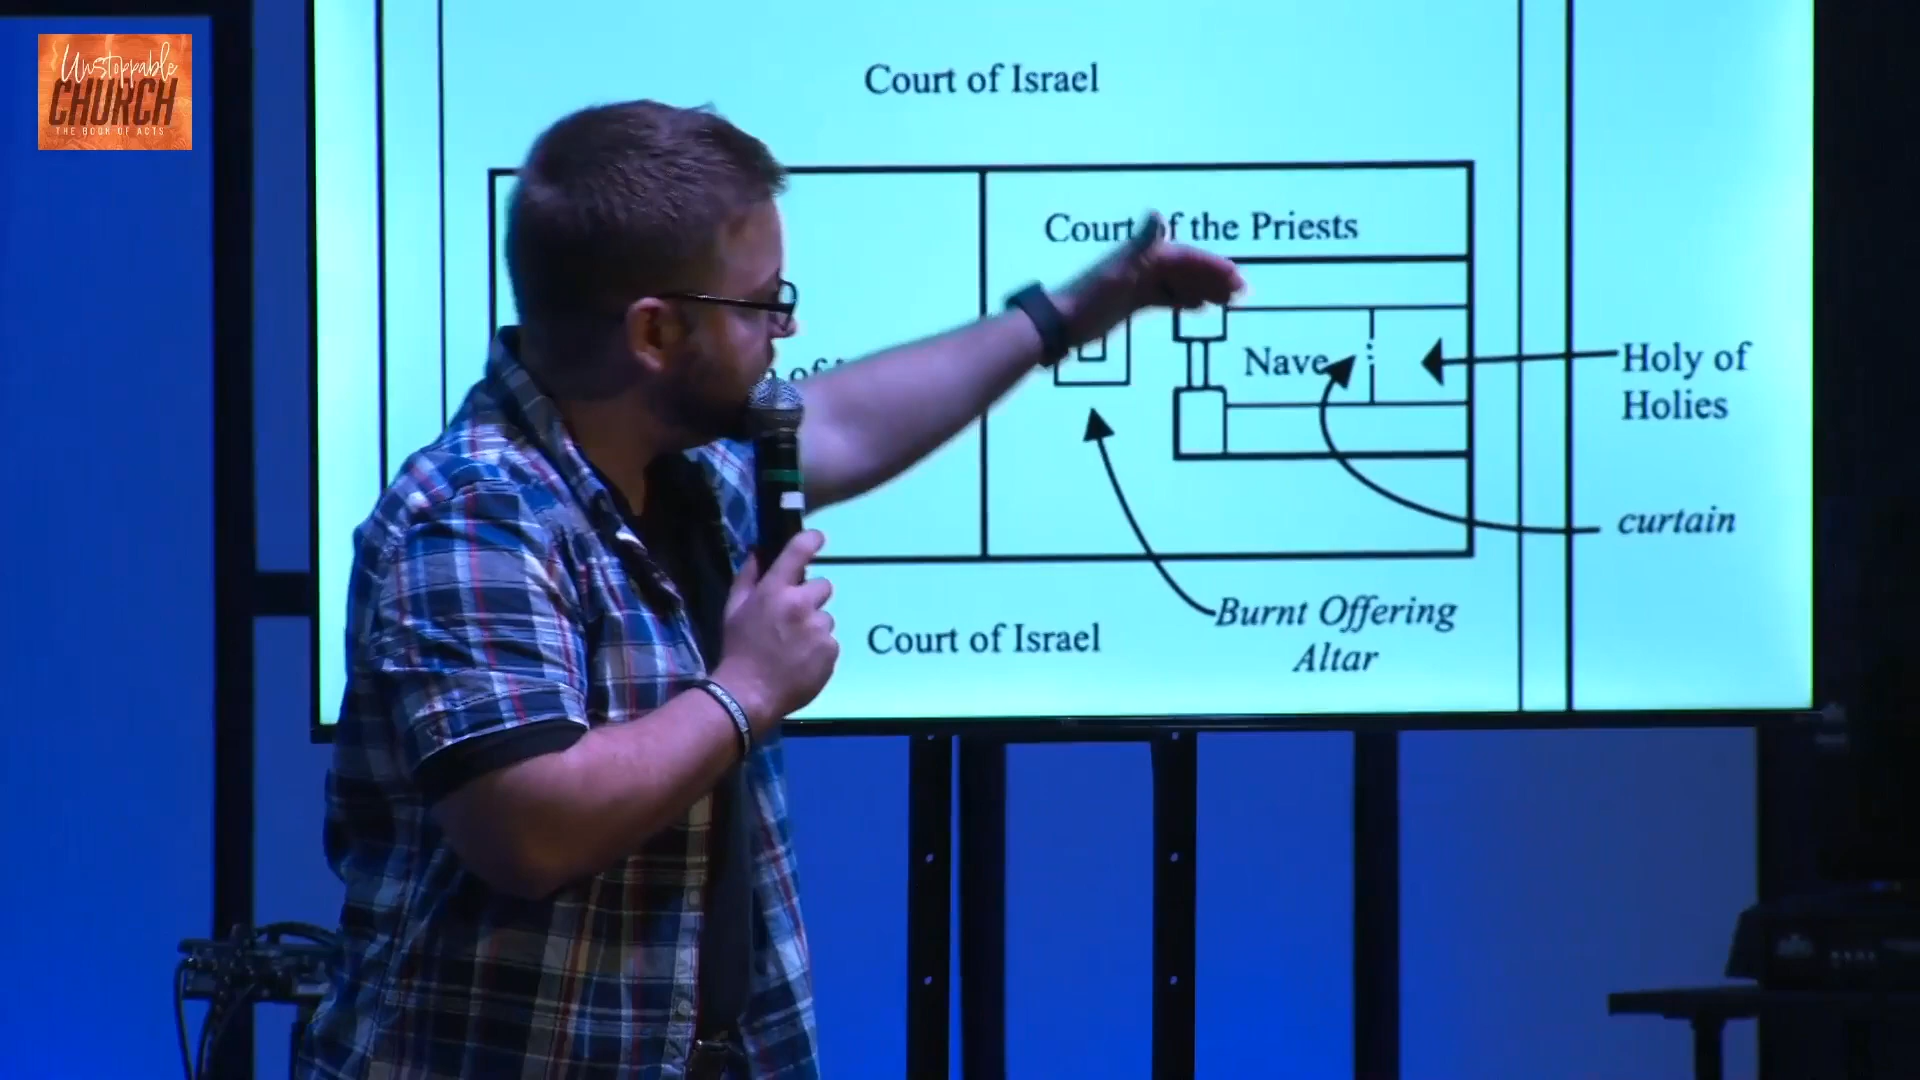 Unstoppable
CHURCH
THE BOOK OF ACTS
Court of Israel
Court of the Priests
Nave
Holy of
Holies
curtain
Burnt Offering
Altar
Court of Israel